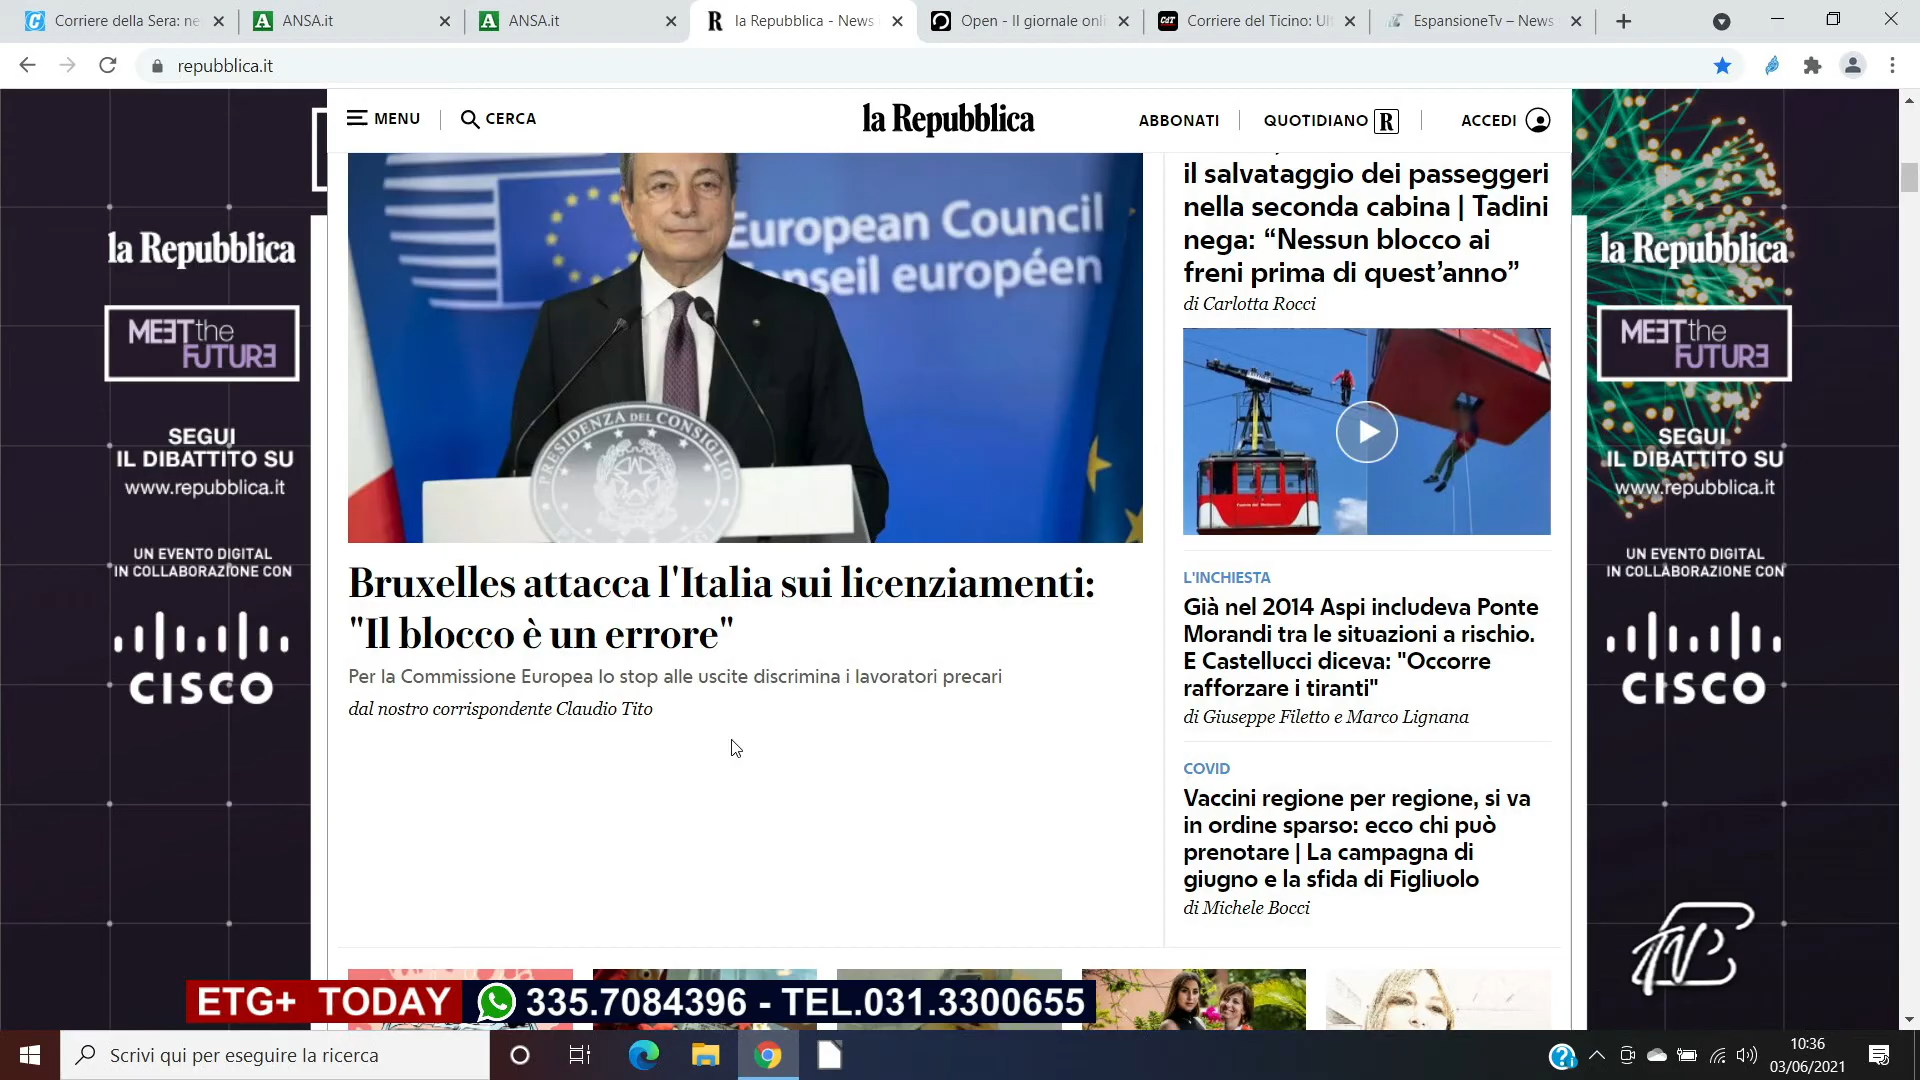 Corriere della Sera: ne
ANSA.it
ANSA.it
la Repubblica - News
Open - Il giornale onli
Corriere del Ticino: Ul
EspansioneTv – News
repubblica.it
MENU
CERCA
la Repubblica
ABBONATI
QUOTIDIANO R
ACCEDI
European Council
Conseil européen
PRESIDENZA DEL CONSIGLIO
Bruxelles attacca l'Italia sui licenziamenti:
"Il blocco è un errore"
Per la Commissione Europea lo stop alle uscite discrimina i lavoratori precari
dal nostro corrispondente Claudio Tito
il salvataggio dei passeggeri
nella seconda cabina | Tadini
nega: “Nessun blocco ai
freni prima di quest’anno”
di Carlotta Rocci
L'INCHIESTA
Già nel 2014 Aspi includeva Ponte
Morandi tra le situazioni a rischio.
E Castellucci diceva: "Occorre
rafforzare i tiranti"
di Giuseppe Filetto e Marco Lignana
COVID
Vaccini regione per regione, si va
in ordine sparso: ecco chi può
prenotare | La campagna di
giugno e la sfida di Figliuolo
di Michele Bocci
la Repubblica
MEET the
FUTURE
SEGUI
IL DIBATTITO SU
www.repubblica.it
UN EVENTO DIGITAL
IN COLLABORAZIONE CON
CISCO
la Repubblica
MEET the
FUTURE
SEGUI
IL DIBATTITO SU
www.repubblica.it
UN EVENTO DIGITAL
IN COLLABORAZIONE CON
CISCO
ETG+ TODAY 335.7084396 - TEL.031.3300655
Scrivi qui per eseguire la ricerca
10:36
03/06/2021